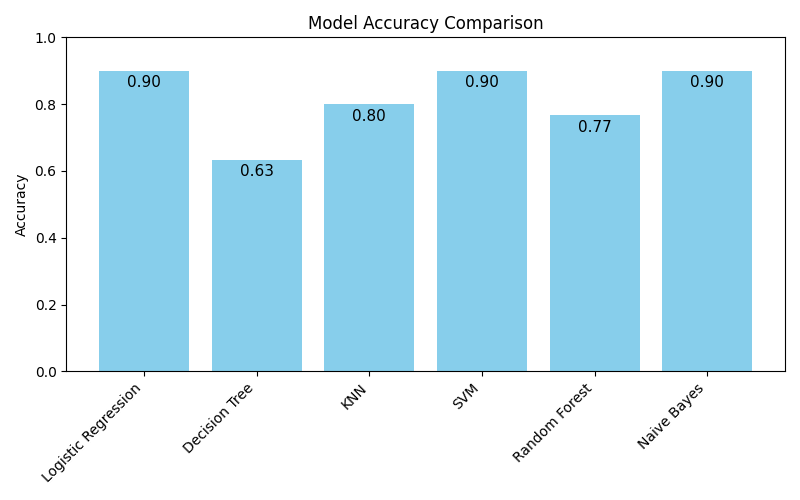 Model Accuracy Comparison
1.0
0.8
0.6
0.4
0.2
0.0
Accuracy
0.90
0.63
0.80
0.90
0.77
0.90
Logistic Regression
Decision Tree
KNN
SVM
Random Forest
Naive Bayes